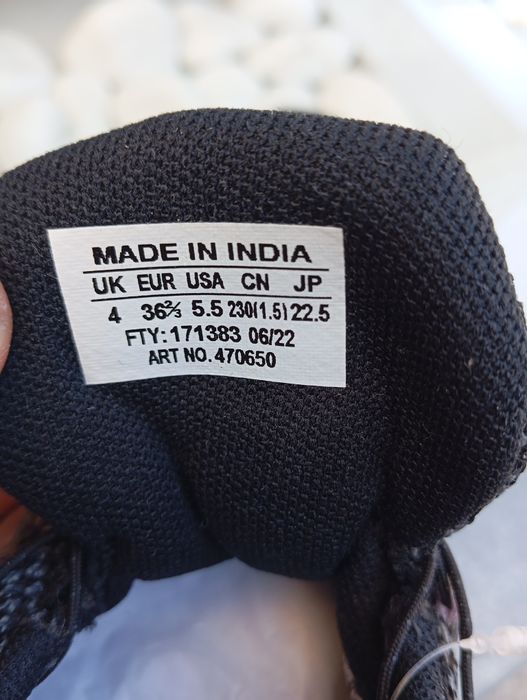 MADE IN INDIA
UK EUR USA CN JP
4 36⅔ 5.5 230(1.5) 22.5
FTY: 171383 06/22
ART NO. 470650